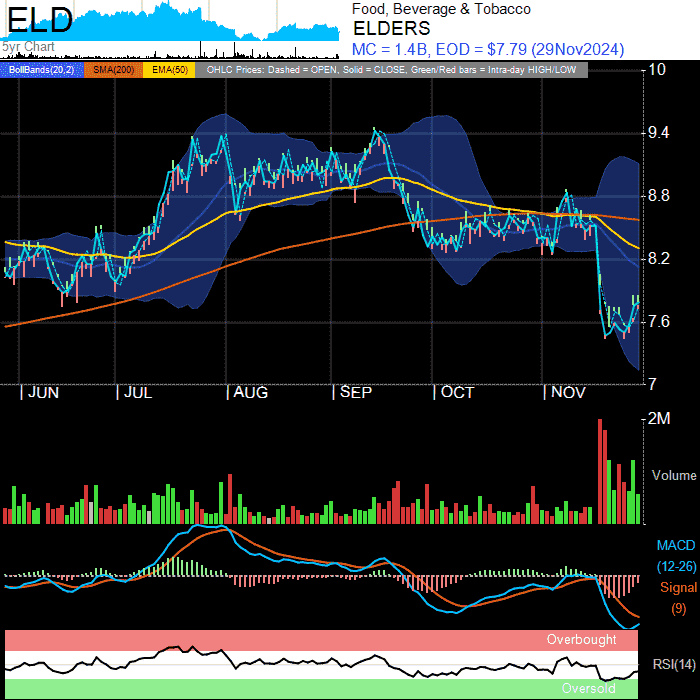 ELD
5yr Chart
Food, Beverage & Tobacco
ELDERS
MC = 1.4B, EOD = $7.79 (29Nov2024)
BollBands(20,2) SMA(200) EMA(50) OHLC Prices: Dashed = OPEN, Solid = CLOSE, Green/Red bars = Intra-day HIGH/LOW
10
9.4
8.8
8.2
7.6
7
| JUN | JUL | AUG | SEP | OCT | NOV
2M
Volume
MACD
(12-26)
Signal
(9)
Overbought
RSI(14)
Oversold